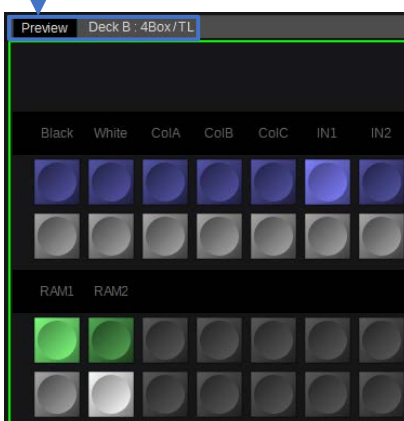 Preview Deck B : 4Box/TL
Black White ColA ColB ColC IN1 IN2
RAM1 RAM2